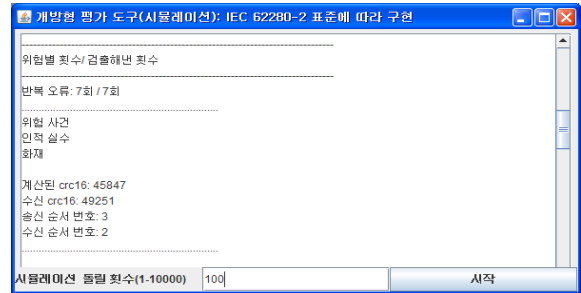 개방형 평가 도구(시뮬레이션): IEC 62280-2 표준에 따라 구현
위험별 횟수/ 검출해낸 횟수
반복 오류: 7회 / 7회
위험 사건
인적 실수
화재
계산된 crc16: 45847
수신 crc16: 49251
송신 순서 번호: 3
수신 순서 번호: 2
시뮬레이션 돌릴 횟수(1-10000) 100 시작